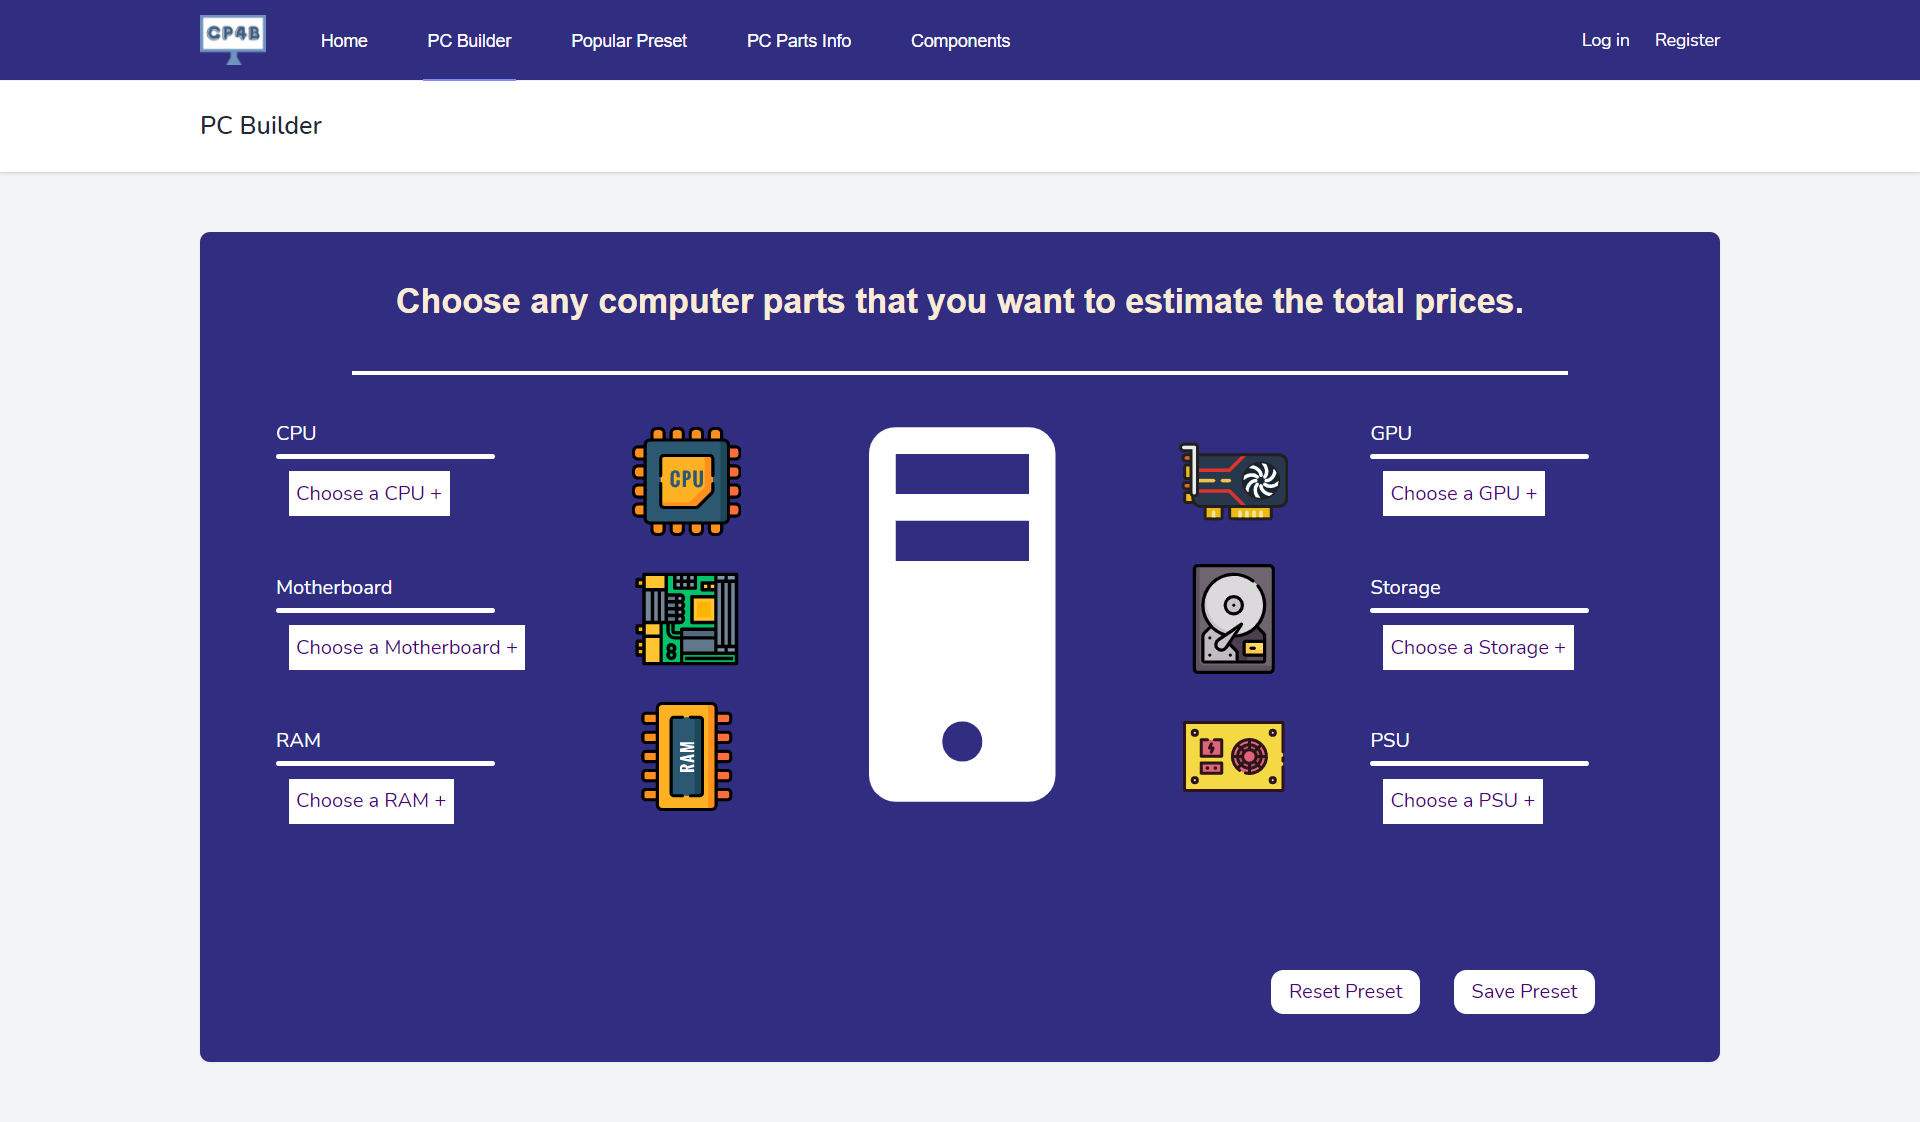 CP4B
Home
PC Builder
Popular Preset
PC Parts Info
Components
Log in
Register
PC Builder
Choose any computer parts that you want to estimate the total prices.
CPU
Choose a CPU +
CPU
GPU
Choose a GPU +
Motherboard
Choose a Motherboard +
8
Storage
Choose a Storage +
RAM
Choose a RAM +
RAM
PSU
Choose a PSU +
Reset Preset
Save Preset